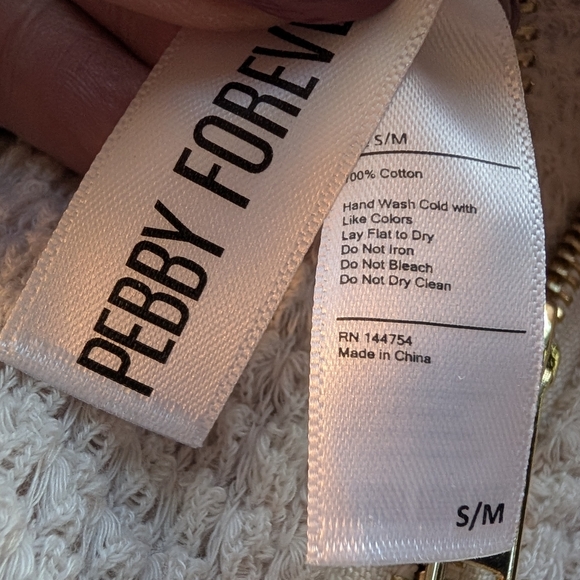 PEBBY FOREVE
S/M
00% Cotton
Hand Wash Cold with
Like Colors
Lay Flat to Dry
Do Not Iron
Do Not Bleach
Do Not Dry Clean
RN 144754
Made in China
S/M